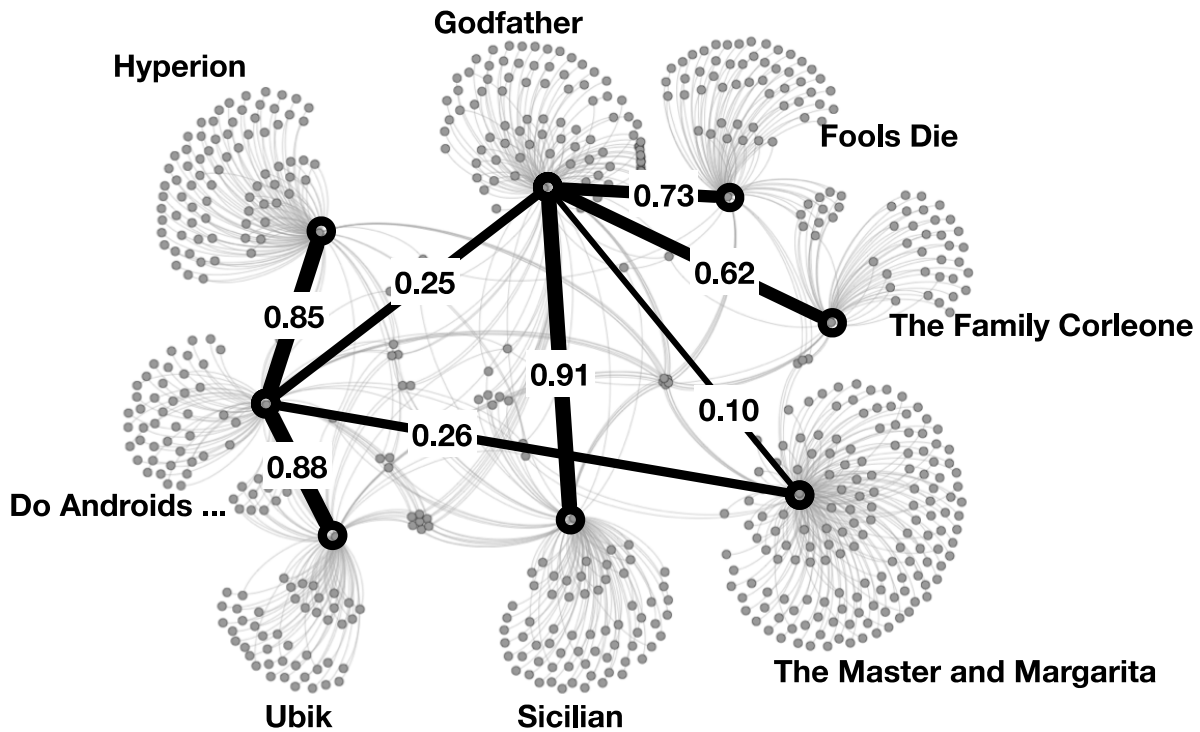 Godfather
Hyperion
Fools Die
0.73
0.62
0.25
0.85
The Family Corleone
0.91
0.10
0.26
0.88
Do Androids ...
The Master and Margarita
Ubik
Sicilian